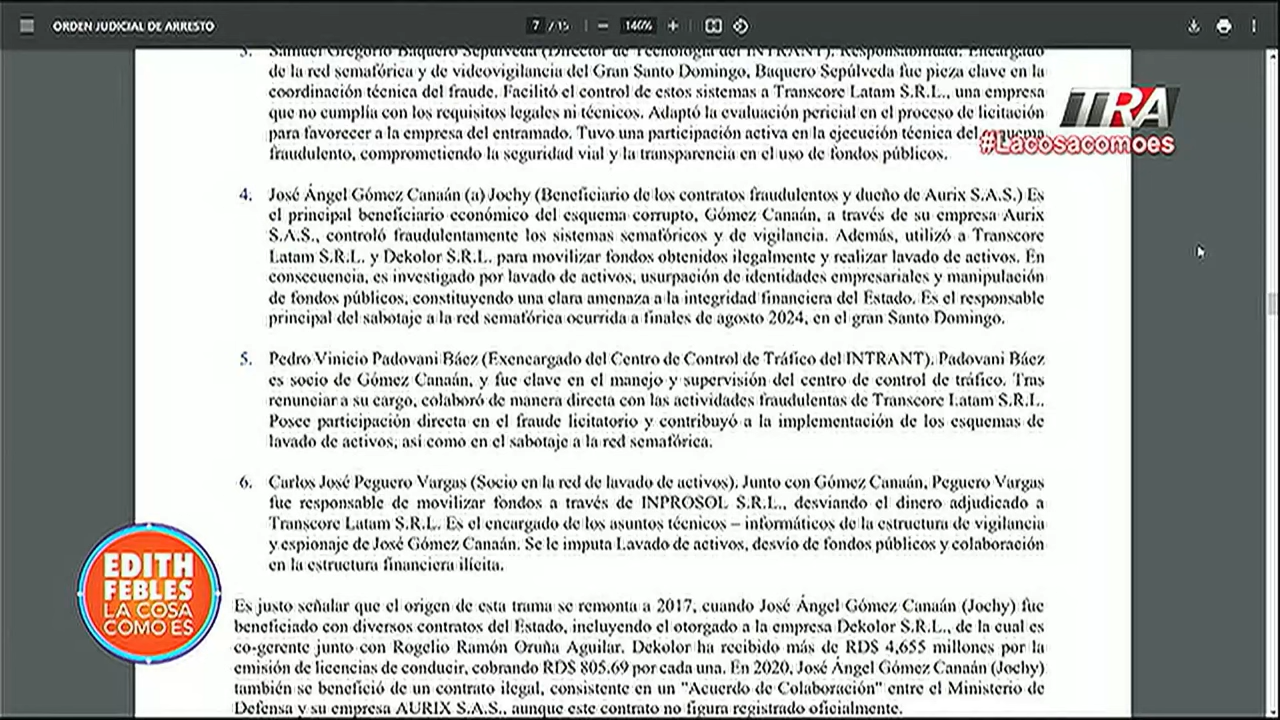 ORDEN JUDICIAL DE ARRESTO
7 / 15
146%
3. Samuel Gregorio Baquero Sepúlveda (Director de Tecnología del INTRANT). Responsabilidad: Encargado
de la red semafórica y de videovigilancia del Gran Santo Domingo, Baquero Sepúlveda fue pieza clave en la
coordinación técnica del fraude. Facilitó el control de estos sistemas a Transcore Latam S.R.L., una empresa
que no cumplía con los requisitos legales ni técnicos. Adaptó la evaluación pericial en el proceso de licitación
para favorecer a la empresa del entramado. Tuvo una participación activa en la ejecución técnica del
fraudulento, comprometiendo la seguridad vial y la transparencia en el uso de fondos públicos.
TRA
#Lacosacomoes
4. José Ángel Gómez Canaán (a) Jochy (Beneficiario de los contratos fraudulentos y dueño de Aurix S.A.S.) Es
el principal beneficiario económico del esquema corrupto, Gómez Canaán, a través de su empresa Aurix
S.A.S., controló fraudulentamente los sistemas semafóricos y de vigilancia. Además, utilizó a Transcore
Latam S.R.L. y Dekolor S.R.L. para movilizar fondos obtenidos ilegalmente y realizar lavado de activos. En
consecuencia, es investigado por lavado de activos, usurpación de identidades empresariales y manipulación
de fondos públicos, constituyendo una clara amenaza a la integridad financiera del Estado. Es el responsable
principal del sabotaje a la red semafórica ocurrida a finales de agosto 2024, en el gran Santo Domingo.
5. Pedro Vinicio Padovani Báez (Exencargado del Centro de Control de Tráfico del INTRANT). Padovani Báez
es socio de Gómez Canaán, y fue clave en el manejo y supervisión del centro de control de tráfico. Tras
renunciar a su cargo, colaboró de manera directa con las actividades fraudulentas de Transcore Latam S.R.L.
Posee participación directa en el fraude licitatorio y contribuyó a la implementación de los esquemas de
lavado de activos, así como en el sabotaje a la red semafórica.
6. Carlos José Peguero Vargas (Socio en la red de lavado de activos). Junto con Gómez Canaán, Peguero Vargas
fue responsable de movilizar fondos a través de INPROSOL S.R.L., desviando el dinero adjudicado a
Transcore Latam S.R.L. Es el encargado de los asuntos técnicos – informáticos de la estructura de vigilancia
y espionaje de José Gómez Canaán. Se le imputa Lavado de activos, desvío de fondos públicos y colaboración
en la estructura financiera ilícita.
EDITH
FEBLES
LA COSA
COMO ES
Es justo señalar que el origen de esta trama se remonta a 2017, cuando José Ángel Gómez Canaán (Jochy) fue
beneficiado con diversos contratos del Estado, incluyendo el otorgado a la empresa Dekolor S.R.L., de la cual es
co-gerente junto con Rogelio Ramón Oruña Aguilar. Dekolor ha recibido más de RD$ 4,655 millones por la
emisión de licencias de conducir, cobrando RD$ 805.69 por cada una. En 2020, José Ángel Gómez Canaán (Jochy)
también se benefició de un contrato ilegal, consistente en un "Acuerdo de Colaboración" entre el Ministerio de
Defensa y su empresa AURIX S.A.S., aunque este contrato no figura registrado oficialmente.